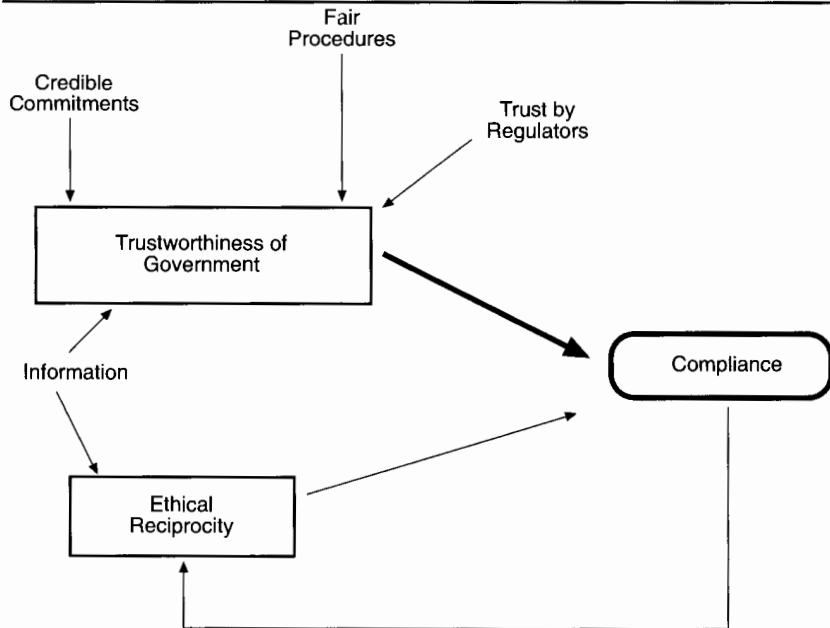 Fair
Procedures
Credible
Commitments
Trust by
Regulators
Trustworthiness of
Government
Information
Compliance
Ethical
Reciprocity